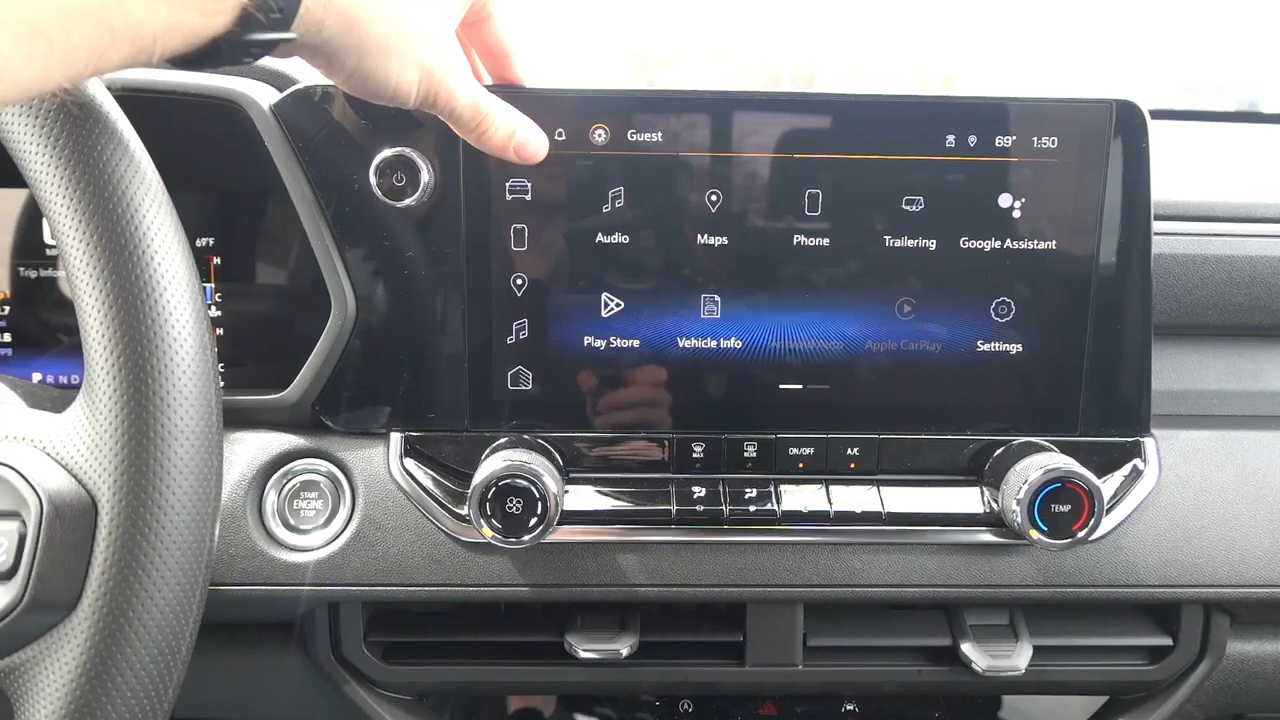 Guest
69° 1:50
Audio
Maps
Phone
Trailering
Google Assistant
Play Store
Vehicle Info
Android Auto
Apple CarPlay
Settings
69°F
H
C
H
C
P R N D
MAX
REAR
ON/OFF
A/C
START
ENGINE
STOP
TEMP